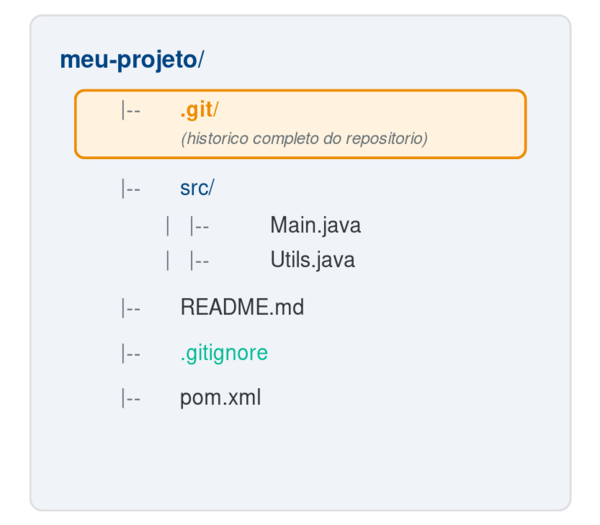 meu-projeto/
|-- .git/
(historico completo do repositorio)
|-- src/
| |-- Main.java
| |-- Utils.java
|-- README.md
|-- .gitignore
|-- pom.xml